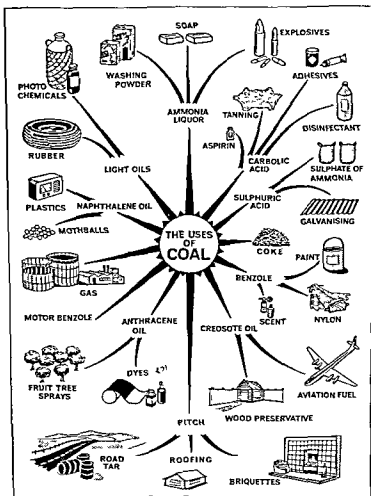 SOAP
EXPLOSIVES
WASHING
POWDER
ADHESIVES
PHOTO
CHEMICALS
AMMONIA
LIQUOR
TANNING
DISINFECTANT
ASPIRIN
RUBBER
CARBOLIC
ACID
LIGHT OILS
SULPHATE OF
AMMONIA
SULPHURIC
ACID
PLASTICS
NAPHTHALENE OIL
GALVANISING
MOTHBALLS
THE USES
OF
COAL
COKE
PAINT
GAS
BENZOLE
MOTOR BENZOLE
SCENT
NYLON
ANTHRACENE
OIL
CREOSOTE OIL
DYES
FRUIT TREE
SPRAYS
AVIATION FUEL
WOOD PRESERVATIVE
PITCH
ROAD
TAR
ROOFING
BRIQUETTES